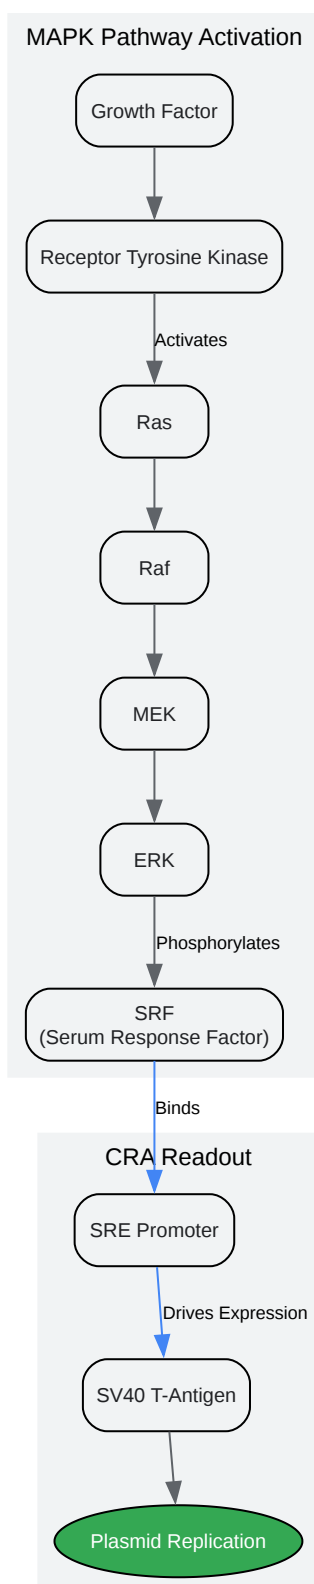 MAPK Pathway Activation
Growth Factor
Receptor Tyrosine Kinase
Activates
Ras
Raf
MEK
ERK
Phosphorylates
SRF
(Serum Response Factor)
Binds
CRA Readout
SRE Promoter
Drives Expression
SV40 T-Antigen
Plasmid Replication